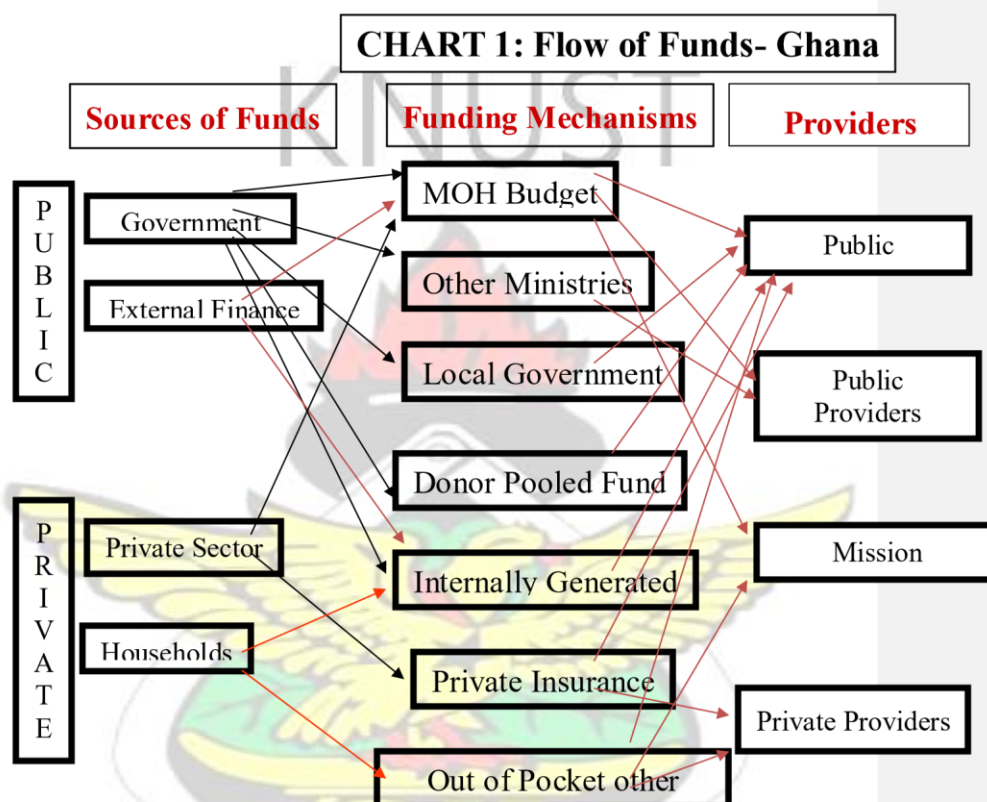 CHART 1: Flow of Funds- Ghana
KNUST
Sources of Funds
Funding Mechanisms
Providers
PUBLIC
Government
External Finance
PRIVATE
Private Sector
Households
MOH Budget
Other Ministries
Local Government
Donor Pooled Fund
Internally Generated
Private Insurance
Out of Pocket other
Public
Public
Providers
Mission
Private Providers